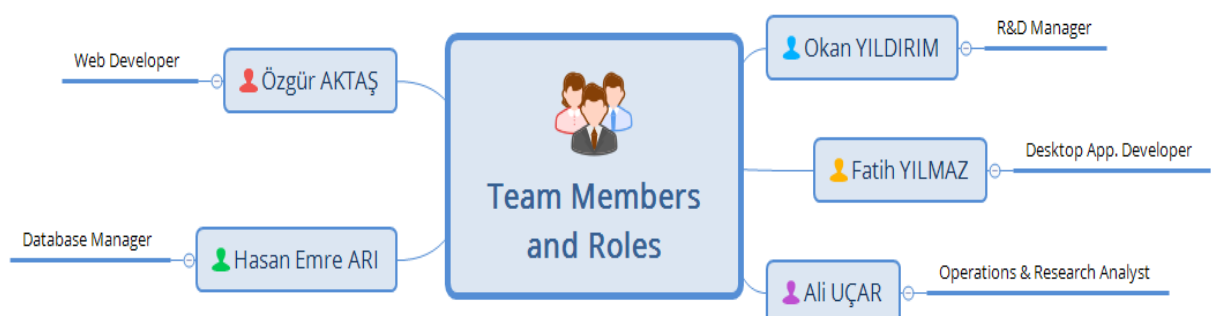 Team Members
and Roles
Okan YILDIRIM
R&D Manager
Fatih YILMAZ
Desktop App. Developer
Ali UÇAR
Operations & Research Analyst
Özgür AKTAŞ
Web Developer
Hasan Emre ARI
Database Manager